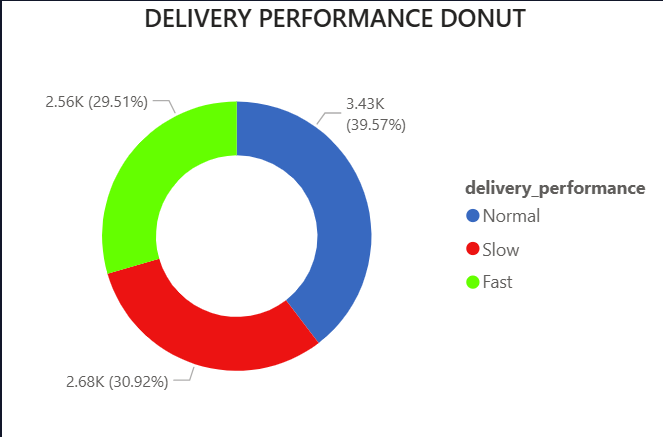 DELIVERY PERFORMANCE DONUT
2.56K (29.51%)
3.43K
(39.57%)
delivery_performance
Normal
Slow
Fast
2.68K (30.92%)